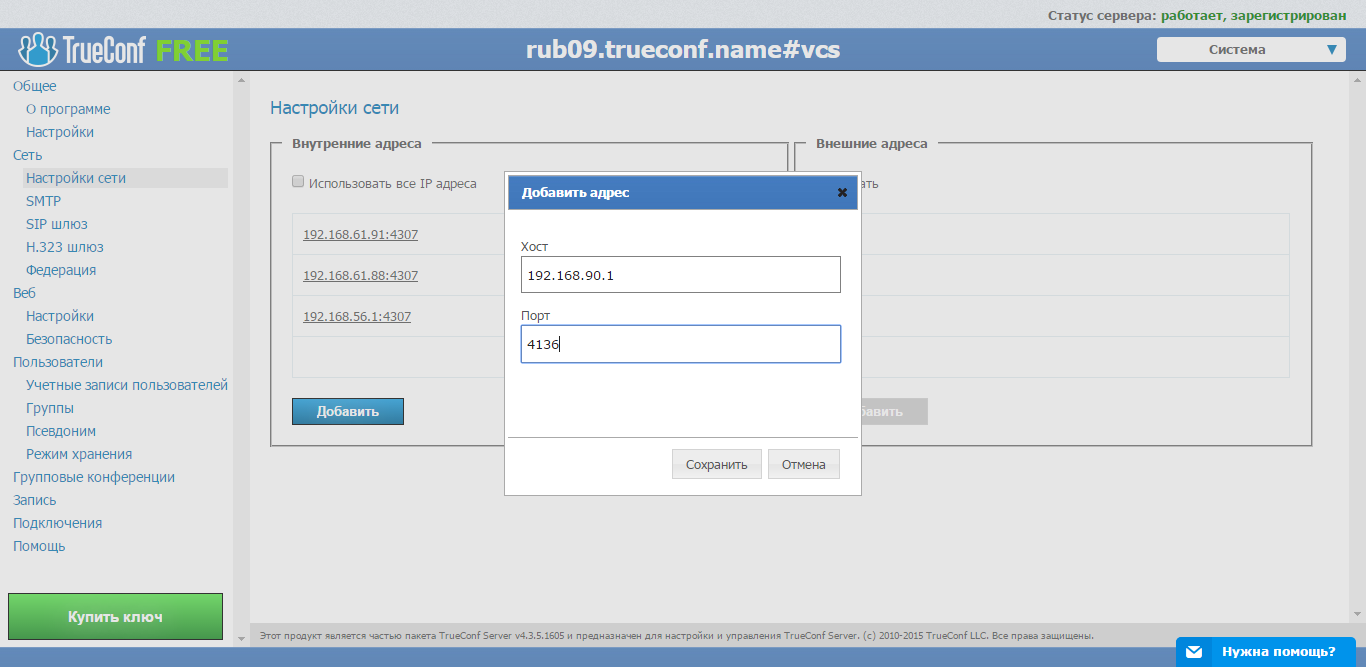 Статус сервера: работает, зарегистрирован
TrueConf FREE
rub09.trueconf.name#vcs
Система
Общее
О программе
Настройки
Сеть
Настройки сети
SMTP
SIP шлюз
H.323 шлюз
Федерация
Веб
Настройки
Безопасность
Пользователи
Учетные записи пользователей
Группы
Псевдоним
Режим хранения
Групповые конференции
Запись
Подключения
Помощь
Купить ключ
Настройки сети
Внутренние адреса
Использовать все IP адреса
192.168.61.91:4307
192.168.61.88:4307
192.168.56.1:4307
Добавить
Внешние адреса
ать
бавить
Добавить адрес
Хост
192.168.90.1
Порт
4136
Сохранить
Отмена
Этот продукт является частью пакета TrueConf Server v4.3.5.1605 и предназначен для настройки и управления TrueConf Server. (c) 2010-2015 TrueConf LLC. Все права защищены.
Нужна помощь?